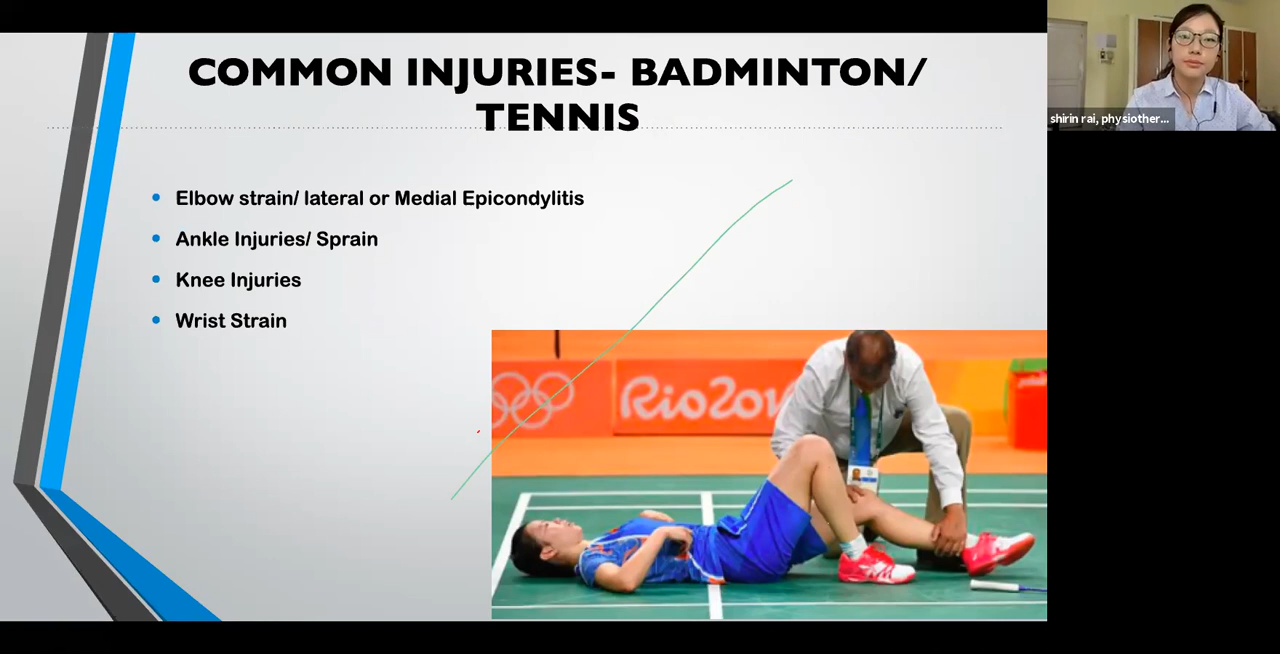 COMMON INJURIES- BADMINTON/
TENNIS
shirin rai, physiother...
Elbow strain/ lateral or Medial Epicondylitis
Ankle Injuries/ Sprain
Knee Injuries
Wrist Strain
Rio201